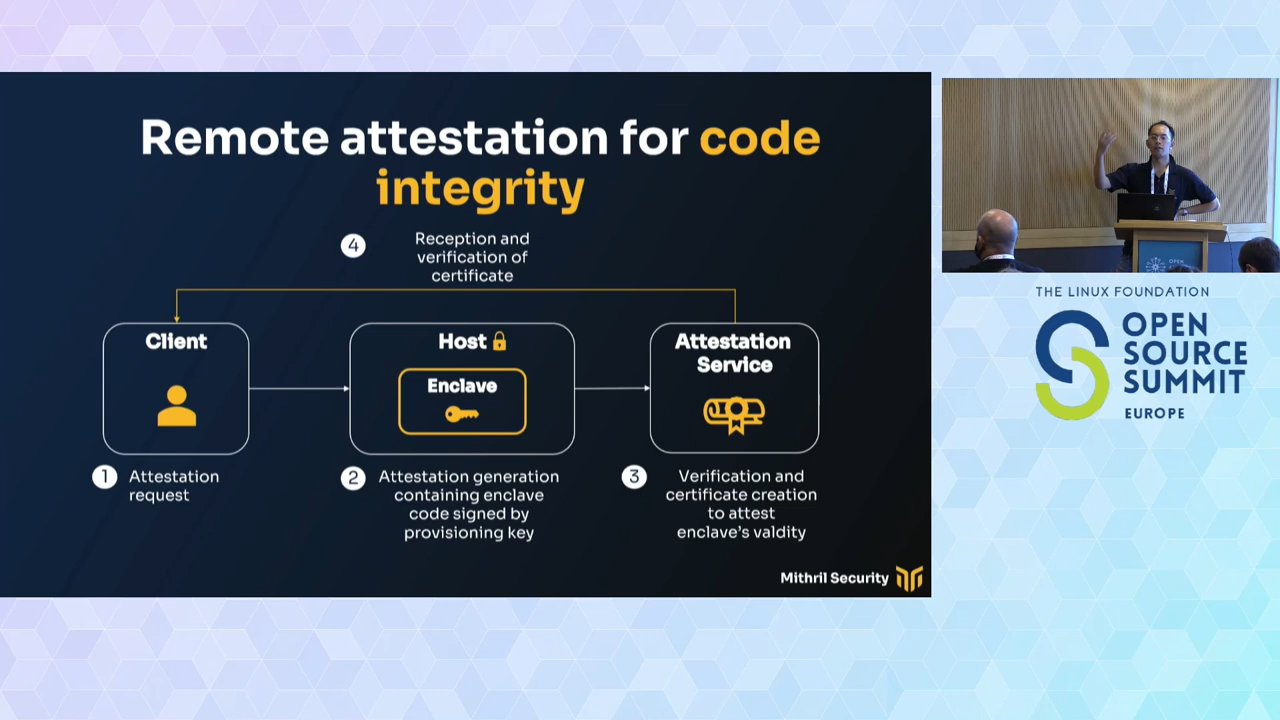 Remote attestation for code
integrity
4
Reception and
verification of
certificate
Client
Host
Enclave
Attestation
Service
1
Attestation
request
2
Attestation generation
containing enclave
code signed by
provisioning key
3
Verification and
certificate creation
to attest
enclave's valdity
Mithril Security
THE LINUX FOUNDATION
OPEN
SOURCE
SUMMIT
EUROPE